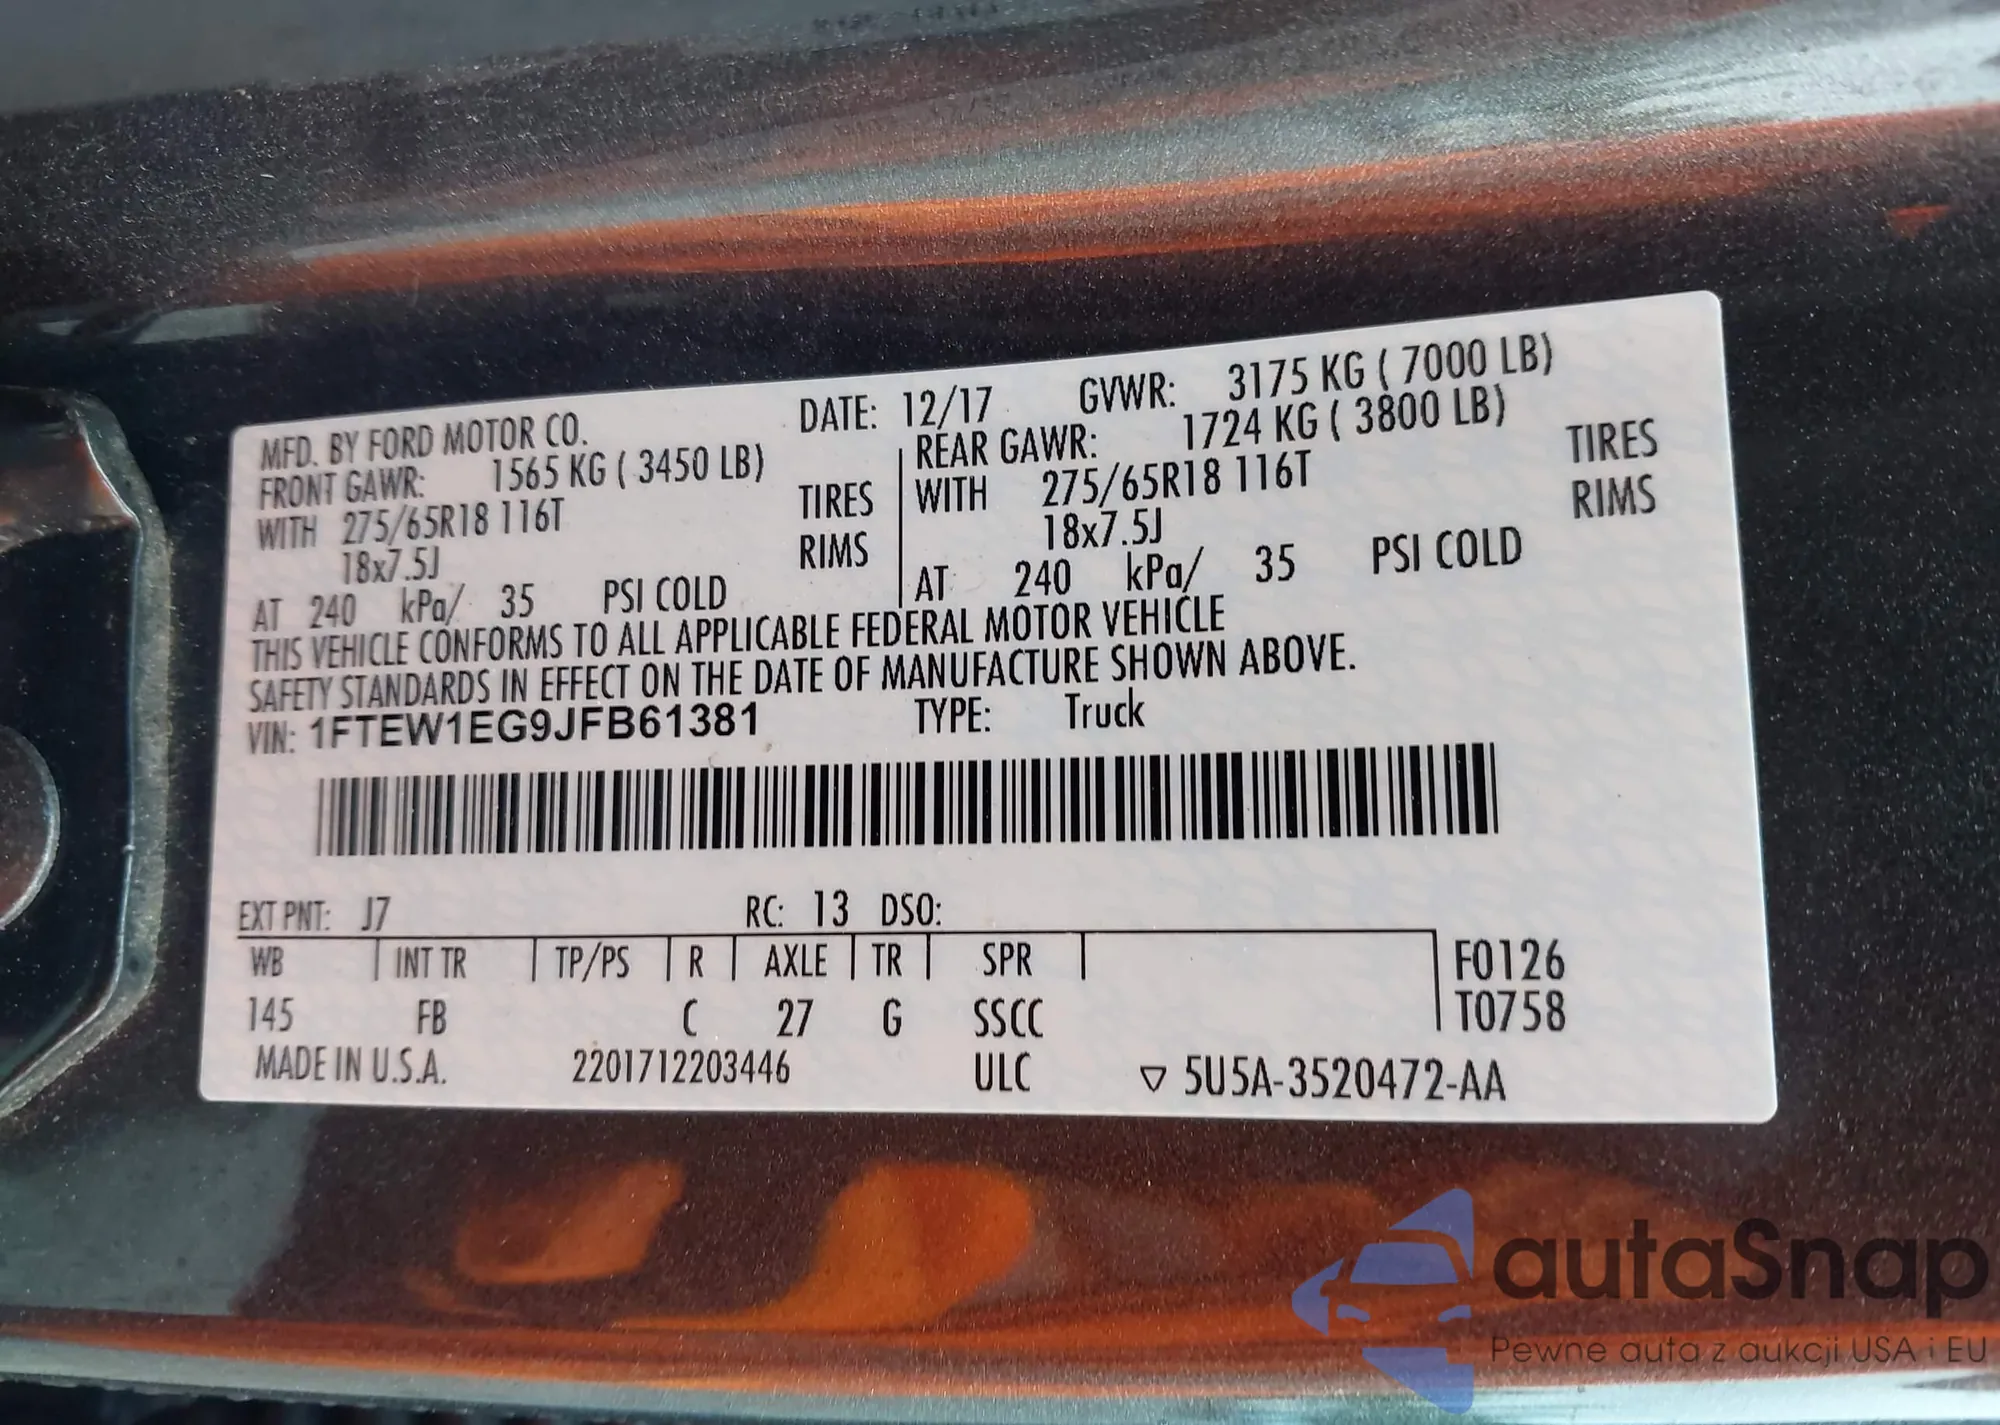 MFD. BY FORD MOTOR CO. DATE: 12/17 GVWR: 3175 KG ( 7000 LB)
FRONT GAWR: 1565 KG ( 3450 LB) REAR GAWR: 1724 KG ( 3800 LB)
WITH 275/65R18 116T TIRES WITH 275/65R18 116T TIRES
18x7.5J RIMS 18x7.5J RIMS
AT 240 kPa/ 35 PSI COLD AT 240 kPa/ 35 PSI COLD
THIS VEHICLE CONFORMS TO ALL APPLICABLE FEDERAL MOTOR VEHICLE
SAFETY STANDARDS IN EFFECT ON THE DATE OF MANUFACTURE SHOWN ABOVE.
VIN: 1FTEW1EG9JFB61381 TYPE: Truck
EXT PNT: J7 RC: 13 DSO:
WB INT TR TP/PS R AXLE TR SPR F0126
145 FB C 27 G SSCC T0758
MADE IN U.S.A. 2201712203446 ULC ▽ 5U5A-3520472-AA
autaSnap
Pewne auta z aukcji USA i EU